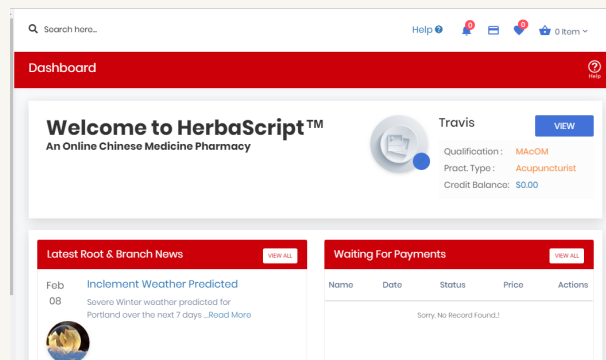 Search here...
Help ? 0 0 0 Item
Dashboard
? Help
Welcome to HerbaScript™
An Online Chinese Medicine Pharmacy
Travis
VIEW
Qualification : MAcOM
Pract. Type : Acupuncturist
Credit Balance: $0.00
Latest Root & Branch News
VIEW ALL
Feb
08
Inclement Weather Predicted
Severe Winter weather predicted for
Portland over the next 7 days ...Read More
Waiting For Payments
VIEW ALL
Name Date Status Price Actions
Sorry, No Record Found..!